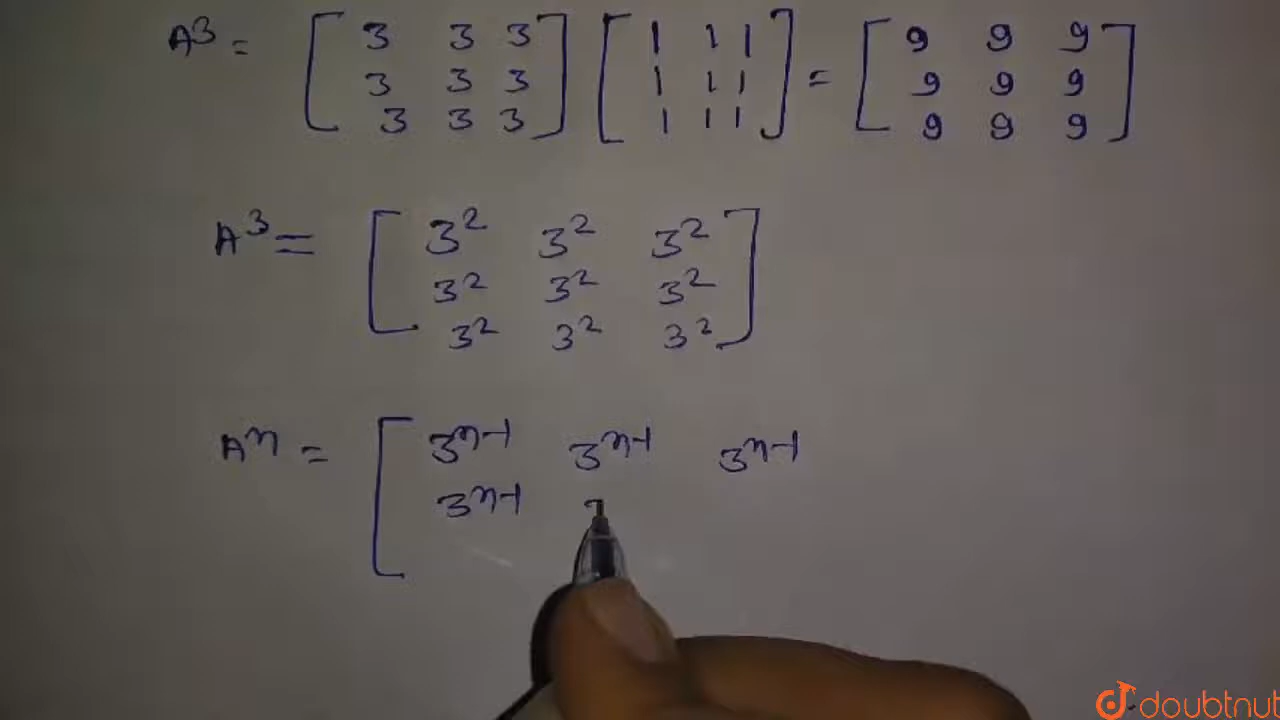 A³ = [ 3 3 3 ] [ 1 1 1 ] = [ 9 9 9 ]
3 3 3 1 1 1 9 9 9
3 3 3 1 1 1 9 9 9
A³ = [ 3² 3² 3² ]
3² 3² 3²
3² 3² 3²
Aⁿ = [ 3ⁿ⁻¹ 3ⁿ⁻¹ 3ⁿ⁻¹
3ⁿ⁻¹
doubtnut